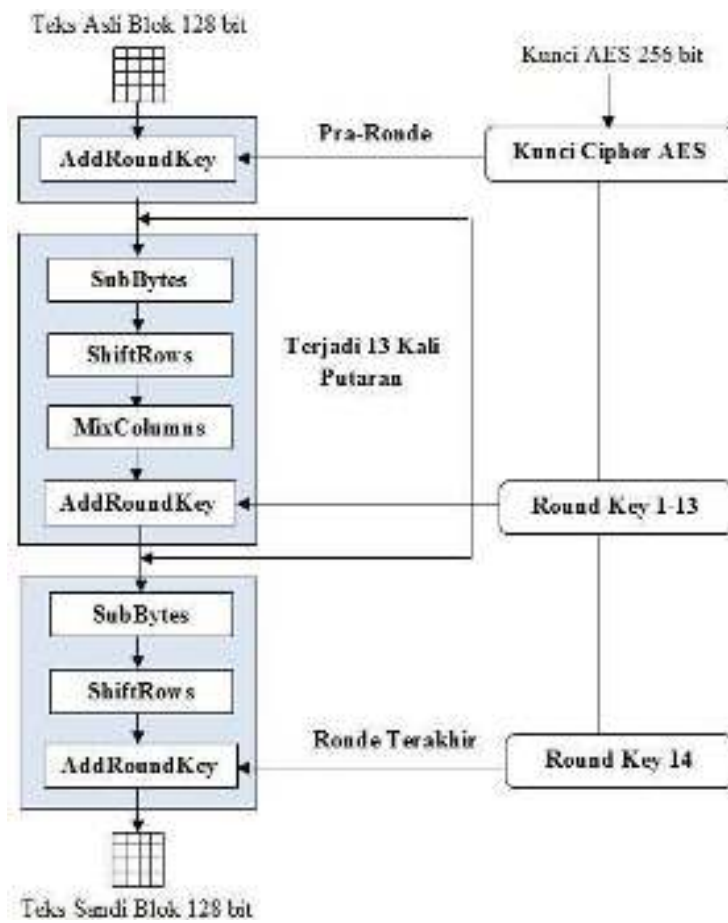 Teks Asli Blok 128 bit
Kunci AES 256 bit
Pra-Ronde
AddRoundKey
Kunci Cipher AES
SubBytes
ShiftRows
Terjadi 13 Kali
Putaran
MixColumns
AddRoundKey
Round Key 1-13
SubBytes
ShiftRows
Ronde Terakhir
AddRoundKey
Round Key 14
Teks Sandi Blok 128 bit